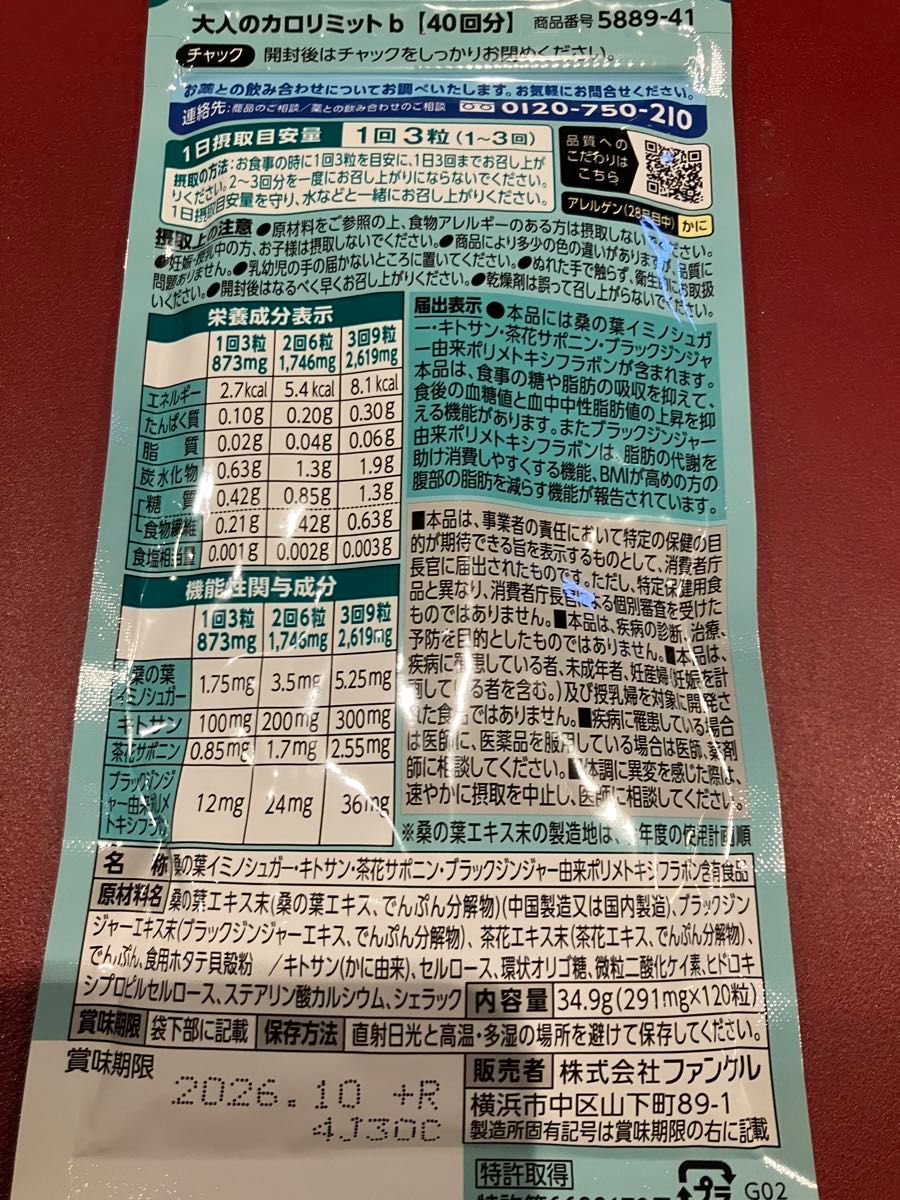 大人のカロリミットb【40回分】 商品番号 5889-41
チャック 開封後はチャックをしっかりお閉めください。
お薬との飲み合わせについてお調べいたします。お気軽にお問合せください。
連絡先:商品のご相談/薬との飲み合わせのご相談 0120-750-210
1日摂取目安量 1回3粒(1~3回)
摂取の方法:お食事の時に1回3粒を目安に、1日3回までお召し上が
りください。2~3回分を一度にお召し上がりにならないでください。
1日摂取目安量を守り、水などと一緒にお召し上がりください。
品質への
こだわりは
こちら
アレルゲン(28品目中) かに
摂取上の注意 ●原材料をご参照の上、食物アレルギーのある方は摂取しないでください。
●妊娠・授乳中の方、お子様は摂取しないでください。●商品により多少の色の違いがありますが、品質に
問題ありません。●乳幼児の手の届かないところに置いてください。●ぬれた手で触らず、衛生的にお取扱
いください。●開封後はなるべく早くお召し上がりください。●乾燥剤は誤って召し上がらないでください。
栄養成分表示
1回3粒 2回6粒 3回9粒
873mg 1,746mg 2,619mg
エネルギー 2.7kcal 5.4kcal 8.1kcal
たんぱく質 0.10g 0.20g 0.30g
脂質 0.02g 0.04g 0.06g
炭水化物 0.63g 1.3g 1.9g
糖質 0.42g 0.85g 1.3g
食物繊維 0.21g 42g 0.63g
食塩相当量 0.001g 0.002g 0.003g
機能性関与成分
1回3粒 2回6粒 3回9粒
873mg 1,746mg 2,619mg
桑の葉
イミノシュガー 1.75mg 3.5mg 5.25mg
キトサン 100mg 200mg 300mg
茶花サポニン 0.85mg 1.7mg 2.55mg
ブラックジンジ
ャー由来ポリメ
トキシフラボン 12mg 24mg 36mg
届出表示 ●本品には桑の葉イミノシュガ
ー・キトサン・茶花サポニン・ブラックジンジャ
ー由来ポリメトキシフラボンが含まれます。
本品は、食事の糖や脂肪の吸収を抑えて、
食後の血糖値と血中中性脂肪値の上昇を抑
える機能があります。またブラックジンジャー
由来ポリメトキシフラボンは、脂肪の代謝を
助け消費しやすくする機能、BMIが高めの方の
腹部の脂肪を減らす機能が報告されています。
■本品は、事業者の責任において特定の保健の目
的が期待できる旨を表示するものとして、消費者庁
長官に届出されたものです。ただし、特定保健用食
品と異なり、消費者庁長官による個別審査を受けた
ものではありません。■本品は、疾病の診断、治療、
予防を目的としたものではありません。■本品は、
疾病に罹患している者、未成年者、妊産婦(妊娠を計
画している者を含む。)及び授乳婦を対象に開発さ
れた食品ではありません。■疾病に罹患している場合
は医師に、医薬品を服用している場合は医師、薬剤
師に相談してください。■体調に異変を感じた際は、
速やかに摂取を中止し、医師に相談してください。
※桑の葉エキス末の製造地は、今年度の使用計画順
名称 桑の葉イミノシュガー・キトサン・茶花サポニン・ブラックジンジャー由来ポリメトキシフラボン含有食品
原材料名 桑の葉エキス末(桑の葉エキス、でんぷん分解物)(中国製造又は国内製造)、ブラックジン
ジャーエキス末(ブラックジンジャーエキス、でんぷん分解物)、茶花エキス末(茶花エキス、でんぷん分解物)、
でんぷん、食用ホタテ貝殻粉 /キトサン(かに由来)、セルロース、環状オリゴ糖、微粒二酸化ケイ素、ヒドロキ
シプロピルセルロース、ステアリン酸カルシウム、シェラック 内容量 34.9g(291mg×120粒)
賞味期限 袋下部に記載 保存方法 直射日光と高温・多湿の場所を避けて保存してください。
賞味期限
2026.10 +R
4J30C
販売者 株式会社ファンケル
横浜市中区山下町89-1
製造所固有記号は賞味期限の右に記載
特許取得
プラ G02